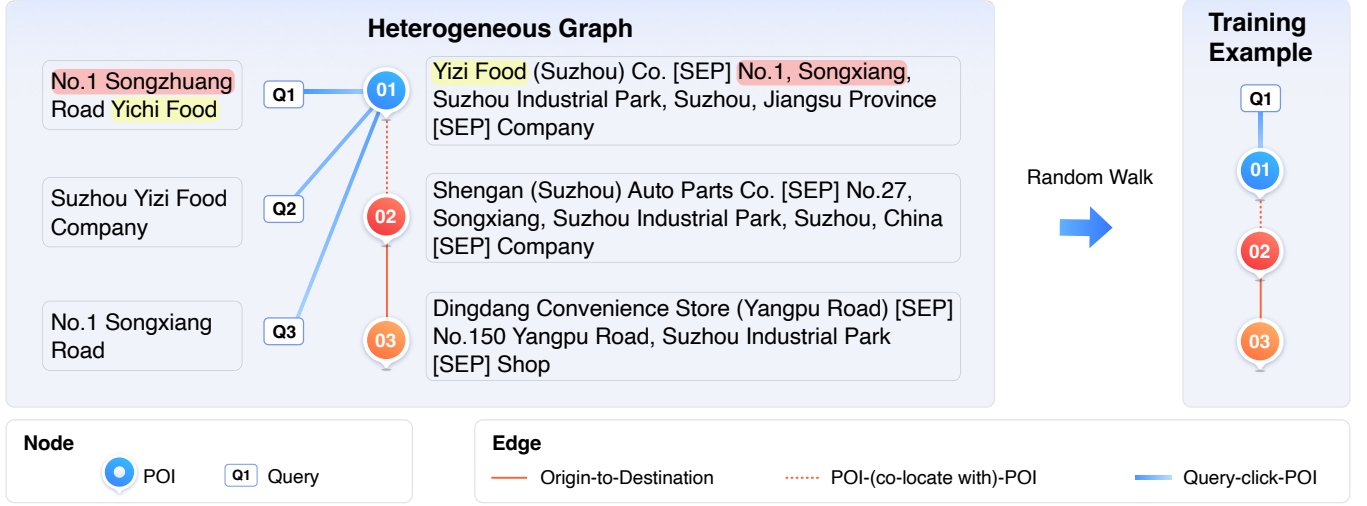 Heterogeneous Graph
No.1 Songzhuang
Road Yichi Food
Q1
01
Yizi Food (Suzhou) Co. [SEP] No.1, Songxiang,
Suzhou Industrial Park, Suzhou, Jiangsu Province
[SEP] Company
Suzhou Yizi Food
Company
Q2
02
Shengan (Suzhou) Auto Parts Co. [SEP] No.27,
Songxiang, Suzhou Industrial Park, Suzhou, China
[SEP] Company
No.1 Songxiang
Road
Q3
03
Dingdang Convenience Store (Yangpu Road) [SEP]
No.150 Yangpu Road, Suzhou Industrial Park
[SEP] Shop
Random Walk
Training
Example
Q1
01
02
03
Node
POI
Q1 Query
Edge
Origin-to-Destination
POI-(co-locate with)-POI
Query-click-POI